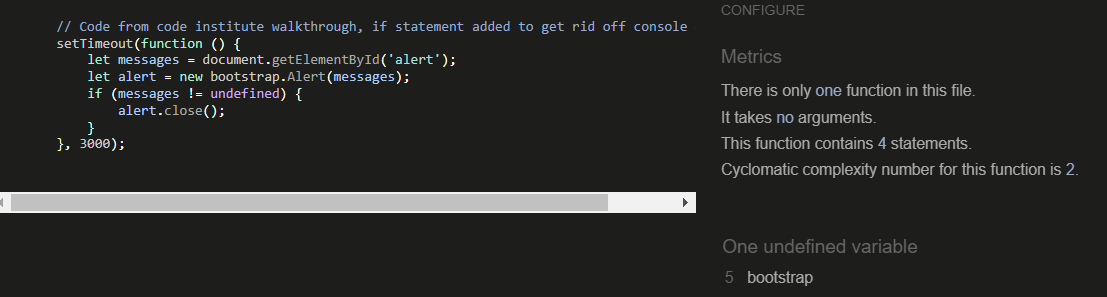 // Code from code institute walkthrough, if statement added to get rid off console
setTimeout(function () {
    let messages = document.getElementById('alert');
    let alert = new bootstrap.Alert(messages);
    if (messages != undefined) {
        alert.close();
    }
}, 3000);
CONFIGURE
Metrics
There is only one function in this file.
It takes no arguments.
This function contains 4 statements.
Cyclomatic complexity number for this function is 2.
One undefined variable
5 bootstrap